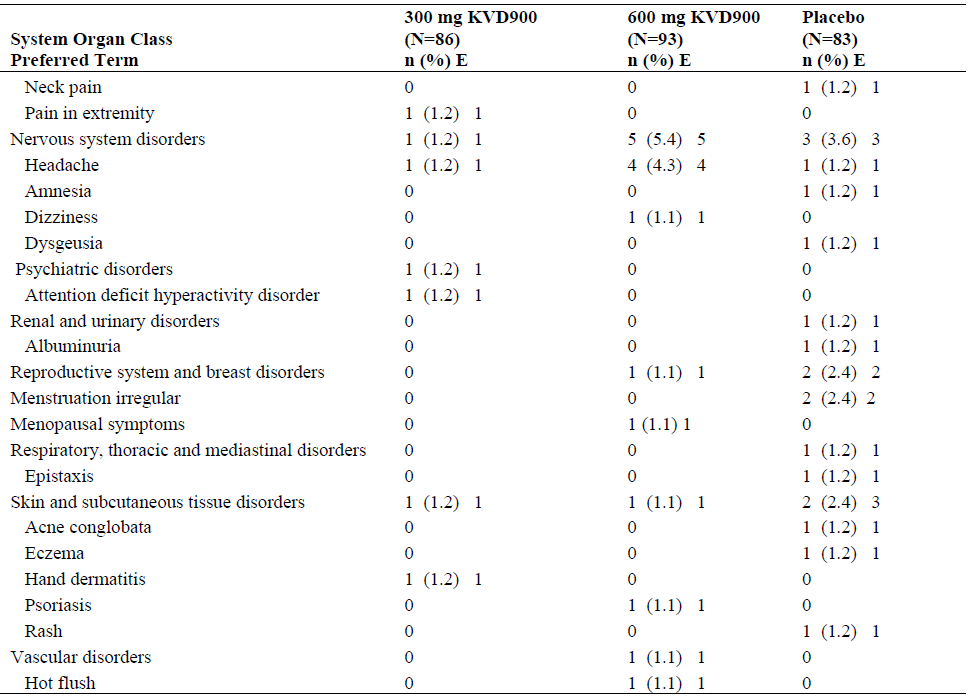 300 mg KVD900 600 mg KVD900 Placebo
System Organ Class (N=86) (N=93) (N=83)
Preferred Term n (%) E n (%) E n (%) E
Neck pain 0 0 1 (1.2) 1
Pain in extremity 1 (1.2) 1 0 0
Nervous system disorders 1 (1.2) 1 5 (5.4) 5 3 (3.6) 3
Headache 1 (1.2) 1 4 (4.3) 4 1 (1.2) 1
Amnesia 0 0 1 (1.2) 1
Dizziness 0 1 (1.1) 1 0
Dysgeusia 0 0 1 (1.2) 1
Psychiatric disorders 1 (1.2) 1 0 0
Attention deficit hyperactivity disorder 1 (1.2) 1 0 0
Renal and urinary disorders 0 0 1 (1.2) 1
Albuminuria 0 0 1 (1.2) 1
Reproductive system and breast disorders 0 1 (1.1) 1 2 (2.4) 2
Menstruation irregular 0 0 2 (2.4) 2
Menopausal symptoms 0 1 (1.1) 1 0
Respiratory, thoracic and mediastinal disorders 0 0 1 (1.2) 1
Epistaxis 0 0 1 (1.2) 1
Skin and subcutaneous tissue disorders 1 (1.2) 1 1 (1.1) 1 2 (2.4) 3
Acne conglobata 0 0 1 (1.2) 1
Eczema 0 0 1 (1.2) 1
Hand dermatitis 1 (1.2) 1 0 0
Psoriasis 0 1 (1.1) 1 0
Rash 0 0 1 (1.2) 1
Vascular disorders 0 1 (1.1) 1 0
Hot flush 0 1 (1.1) 1 0